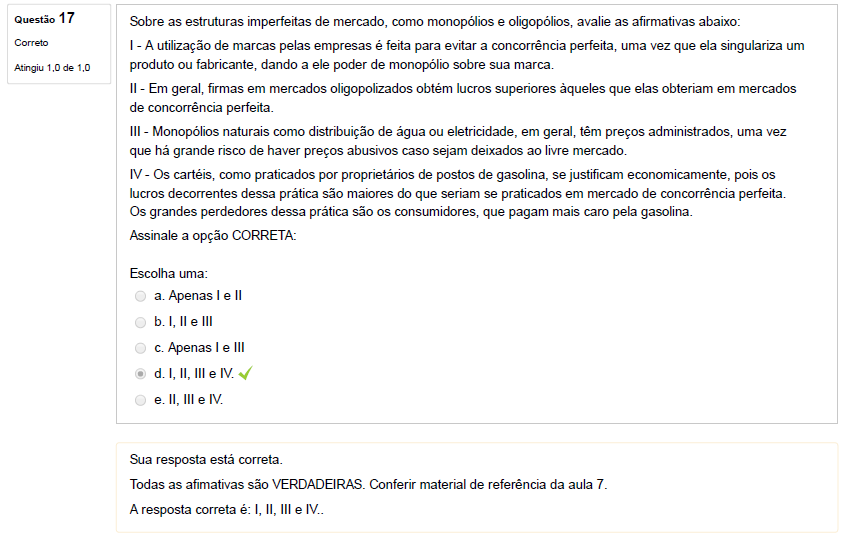 Questão 17
Correto
Atingiu 1,0 de 1,0
Sobre as estruturas imperfeitas de mercado, como monopólios e oligopólios, avalie as afirmativas abaixo:
I - A utilização de marcas pelas empresas é feita para evitar a concorrência perfeita, uma vez que ela singulariza um
produto ou fabricante, dando a ele poder de monopólio sobre sua marca.
II - Em geral, firmas em mercados oligopolizados obtém lucros superiores àqueles que elas obteriam em mercados
de concorrência perfeita.
III - Monopólios naturais como distribuição de água ou eletricidade, em geral, têm preços administrados, uma vez
que há grande risco de haver preços abusivos caso sejam deixados ao livre mercado.
IV - Os cartéis, como praticados por proprietários de postos de gasolina, se justificam economicamente, pois os
lucros decorrentes dessa prática são maiores do que seriam se praticados em mercado de concorrência perfeita.
Os grandes perdedores dessa prática são os consumidores, que pagam mais caro pela gasolina.
Assinale a opção CORRETA:
Escolha uma:
a. Apenas I e II
b. I, II e III
c. Apenas I e III
d. I, II, III e IV.
e. II, III e IV.
Sua resposta está correta.
Todas as afimativas são VERDADEIRAS. Conferir material de referência da aula 7.
A resposta correta é: I, II, III e IV..